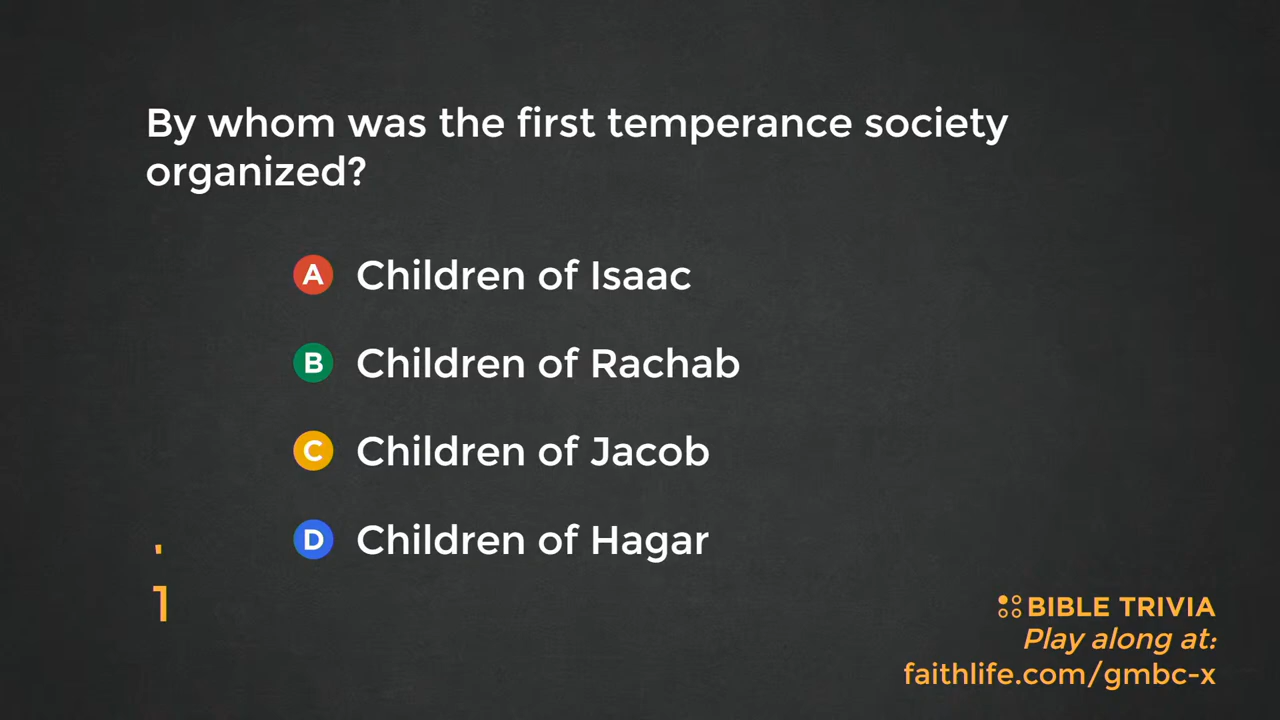 By whom was the first temperance society
organized?
A Children of Isaac
B Children of Rachab
C Children of Jacob
D Children of Hagar
1
BIBLE TRIVIA
Play along at:
faithlife.com/gmbc-x